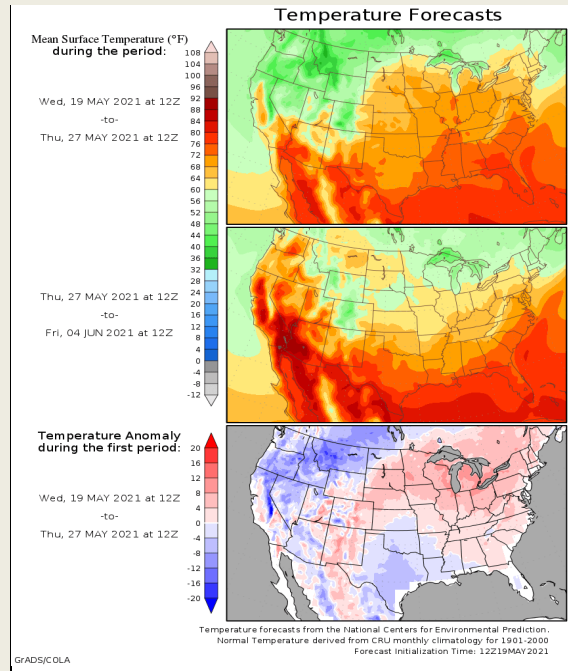 Temperature Forecasts
Mean Surface Temperature (°F)
during the period:
Wed, 19 MAY 2021 at 12Z
-to-
Thu, 27 MAY 2021 at 12Z
108
104
100
96
92
88
84
80
76
72
68
64
60
56
52
48
44
40
36
32
28
24
20
16
12
8
4
0
-4
-8
-12
Thu, 27 MAY 2021 at 12Z
-to-
Fri, 04 JUN 2021 at 12Z
Temperature Anomaly
during the first period:
Wed, 19 MAY 2021 at 12Z
-to-
Thu, 27 MAY 2021 at 12Z
20
16
12
8
4
0
-4
-8
-12
-16
-20
Temperature forecasts from the National Centers for Environmental Prediction.
Normal Temperature derived from CRU monthly climatology for 1901-2000
Forecast Initialization Time: 12Z19MAY2021
GrADS/COLA